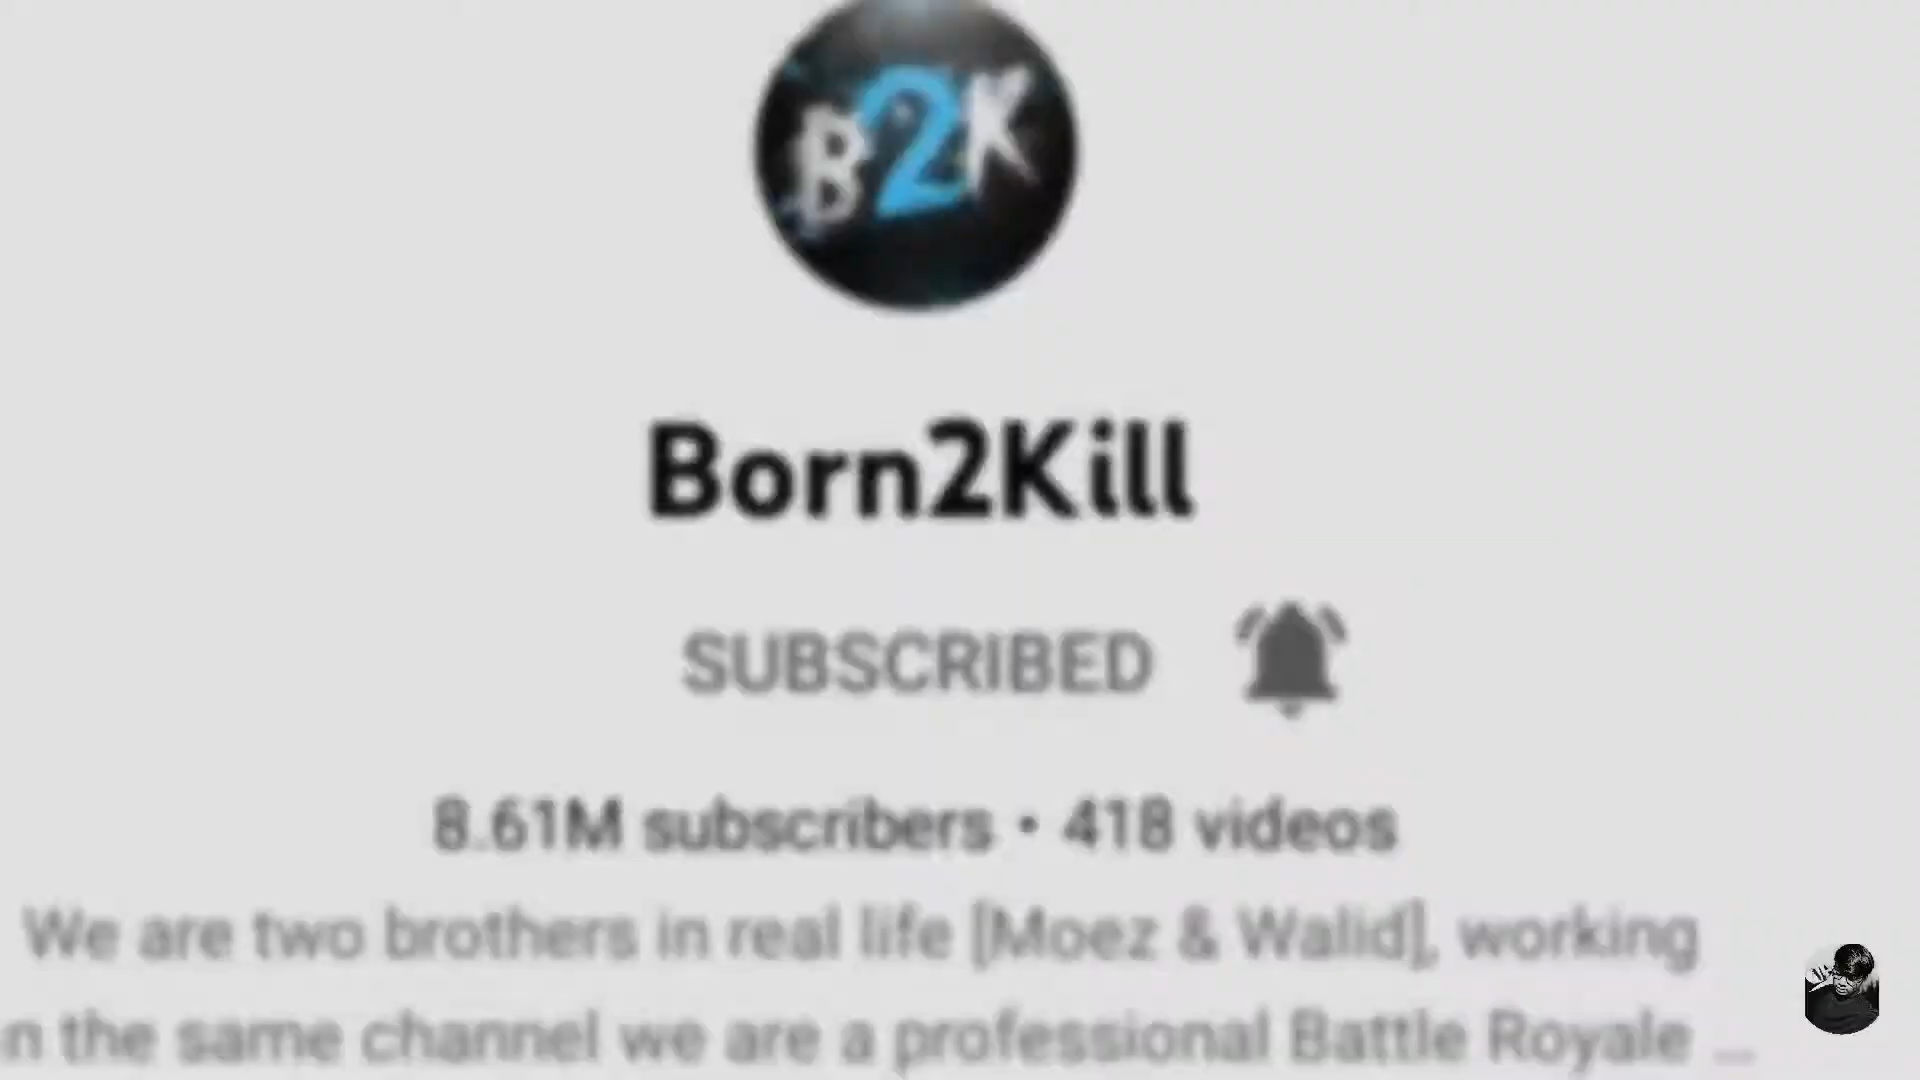 B2K
Born2Kill
SUBSCRIBED
8.61M subscribers • 418 videos
We are two brothers in real life [Moez & Walid], working
n the same channel we are a professional Battle Royale ...